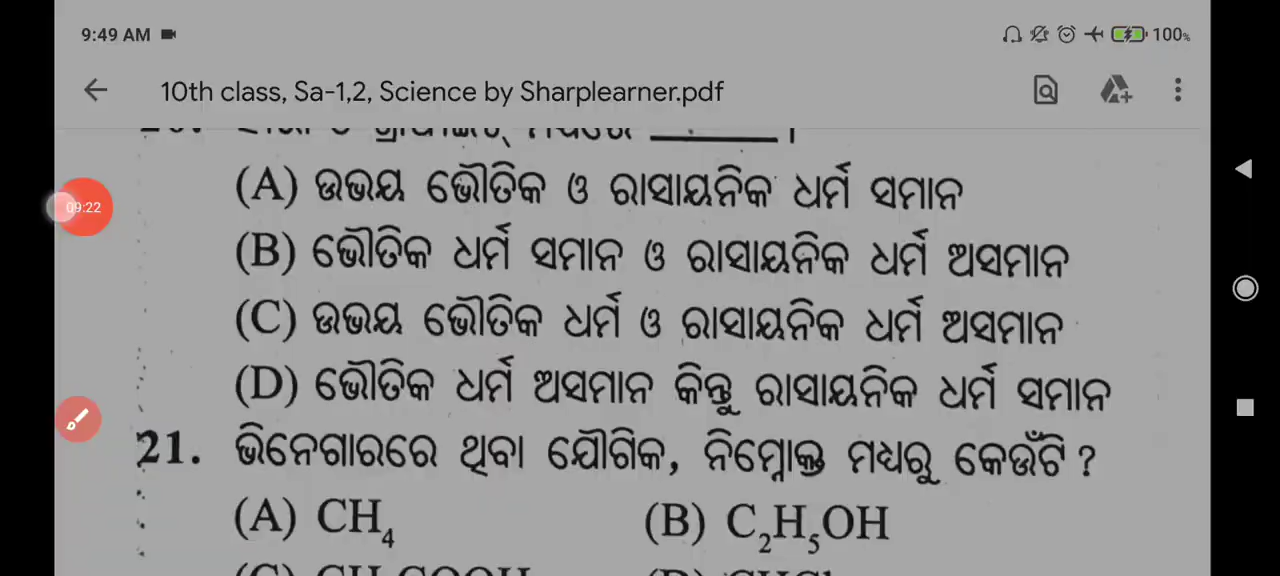 9:49 AM 100%
10th class, Sa-1,2, Science by Sharplearner.pdf
(A) ଉଭୟ ଭୌତିକ ଓ ରାସାୟନିକ ଧର୍ମ ସମାନ
09:22
(B) ଭୌତିକ ଧର୍ମ ସମାନ ଓ ରାସାୟନିକ ଧର୍ମ ଅସମାନ
(C) ଉଭୟ ଭୌତିକ ଧର୍ମ ଓ ରାସାୟନିକ ଧର୍ମ ଅସମାନ
(D) ଭୌତିକ ଧର୍ମ ଅସମାନ କିନ୍ତୁ ରାସାୟନିକ ଧର୍ମ ସମାନ
21. ଭିନେଗାରରେ ଥିବା ଯୌଗିକ, ନିମ୍ନୋକ୍ତ ମଧ୍ୟରୁ କେଉଁଟି ?
(A) CH₄ (B) C₂H₅OH